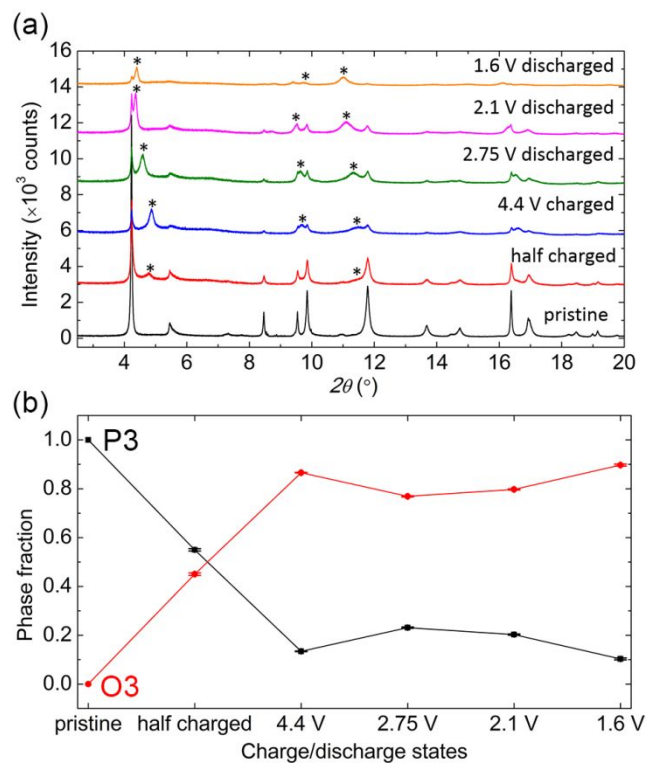 (a)
Intensity (×10³ counts)
16
14
12
10
8
6
4
2
0
* * * 1.6 V discharged
* * * 2.1 V discharged
* * * 2.75 V discharged
* * * 4.4 V charged
* * half charged
pristine
4 6 8 10 12 14 16 18 20
2θ (°)
(b)
Phase fraction
1.0
0.8
0.6
0.4
0.2
0.0
P3
O3
pristine half charged 4.4 V 2.75 V 2.1 V 1.6 V
Charge/discharge states